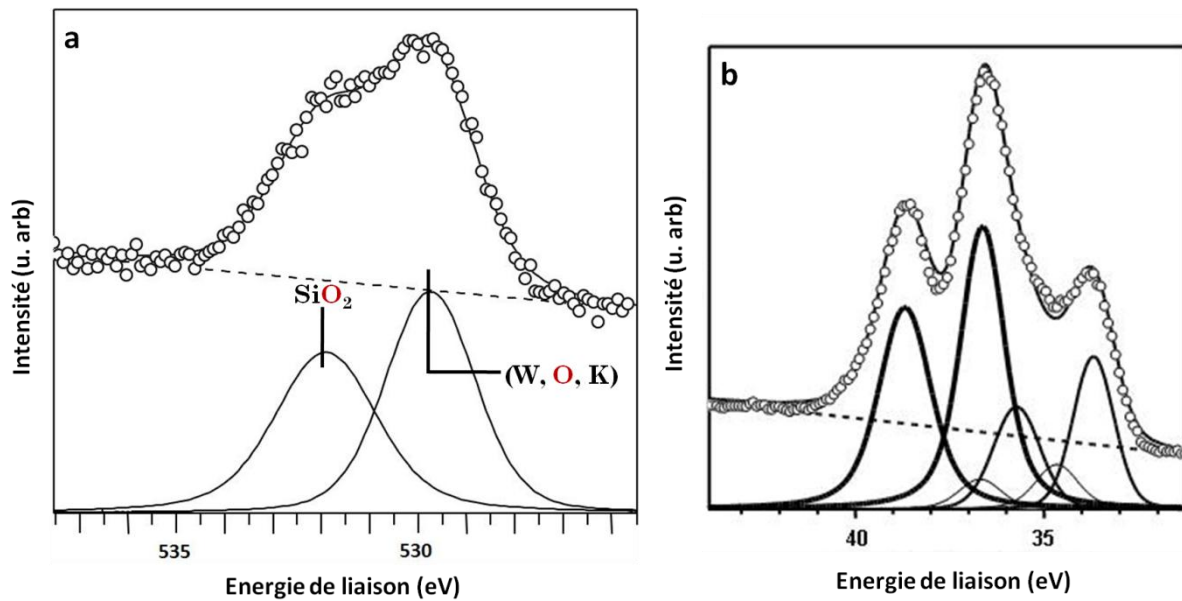 a
Intensité (u. arb)
SiO₂
(W, O, K)
535
530
Energie de liaison (eV)
b
Intensité (u. arb)
40
35
Energie de liaison (eV)